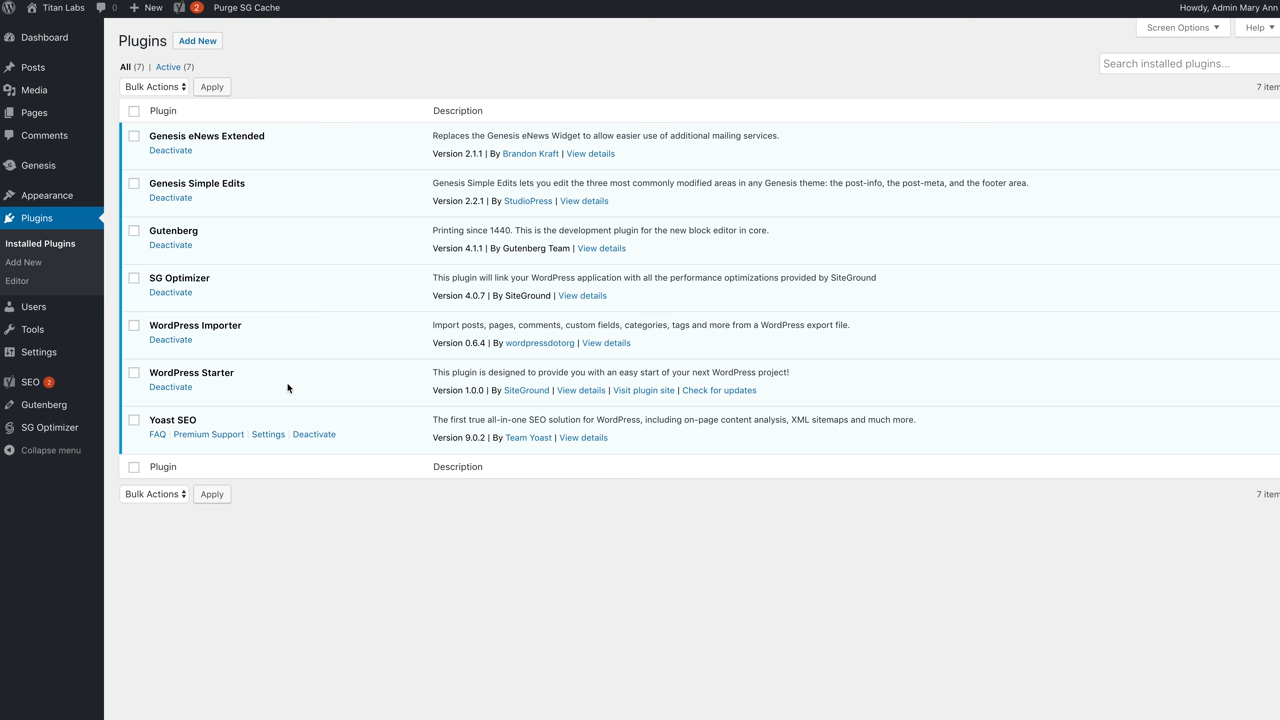 Titan Labs 0 New 2 Purge SG Cache Howdy, Admin Mary Ann
Screen Options Help
Dashboard
Posts
Media
Pages
Comments
Genesis
Appearance
Plugins
Installed Plugins
Add New
Editor
Users
Tools
Settings
SEO 2
Gutenberg
SG Optimizer
Collapse menu
Plugins Add New
All (7) | Active (7)
Search installed plugins...
Bulk Actions Apply
7 item
Plugin Description
Genesis eNews Extended
Deactivate
Replaces the Genesis eNews Widget to allow easier use of additional mailing services.
Version 2.1.1 | By Brandon Kraft | View details
Genesis Simple Edits
Deactivate
Genesis Simple Edits lets you edit the three most commonly modified areas in any Genesis theme: the post-info, the post-meta, and the footer area.
Version 2.2.1 | By StudioPress | View details
Gutenberg
Deactivate
Printing since 1440. This is the development plugin for the new block editor in core.
Version 4.1.1 | By Gutenberg Team | View details
SG Optimizer
Deactivate
This plugin will link your WordPress application with all the performance optimizations provided by SiteGround
Version 4.0.7 | By SiteGround | View details
WordPress Importer
Deactivate
Import posts, pages, comments, custom fields, categories, tags and more from a WordPress export file.
Version 0.6.4 | By wordpressdotorg | View details
WordPress Starter
Deactivate
This plugin is designed to provide you with an easy start of your next WordPress project!
Version 1.0.0 | By SiteGround | View details | Visit plugin site | Check for updates
Yoast SEO
FAQ | Premium Support | Settings | Deactivate
The first true all-in-one SEO solution for WordPress, including on-page content analysis, XML sitemaps and much more.
Version 9.0.2 | By Team Yoast | View details
Plugin Description
Bulk Actions Apply
7 item